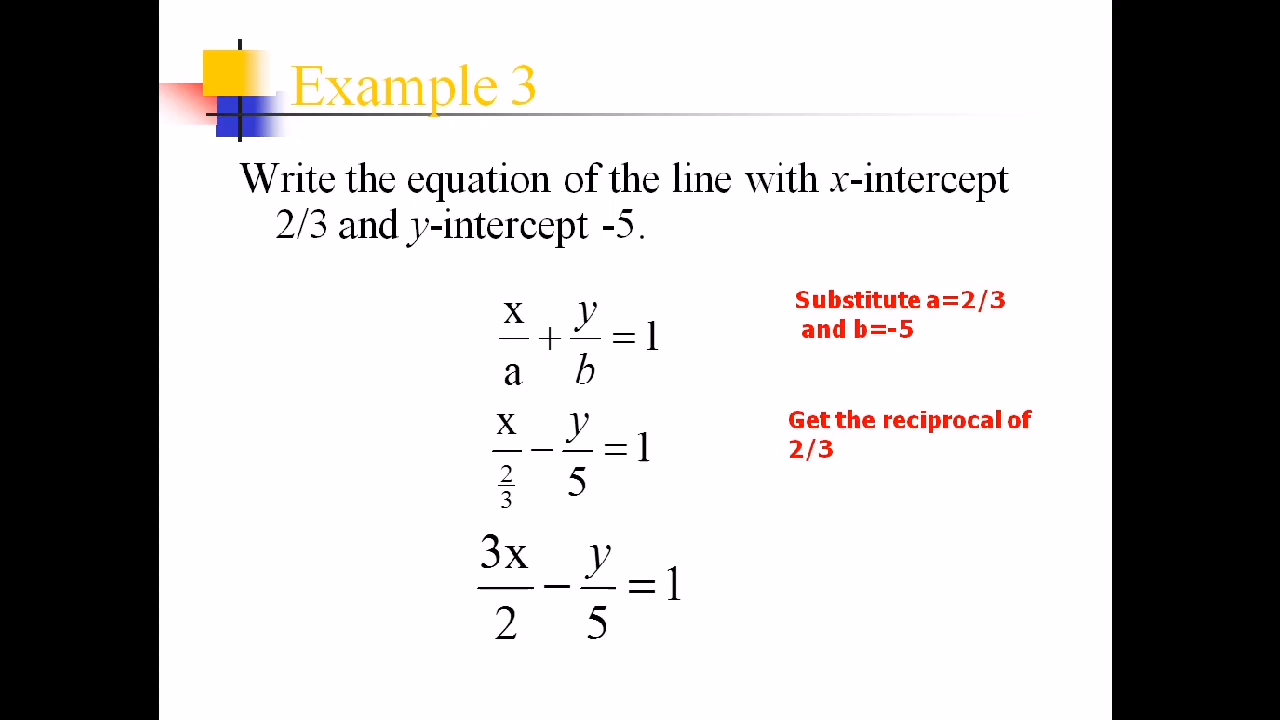 Example 3
Write the equation of the line with x-intercept
2/3 and y-intercept -5.
x/a + y/b = 1
Substitute a=2/3
and b=-5
x/(2/3) − y/5 = 1
Get the reciprocal of
2/3
3x/2 − y/5 = 1